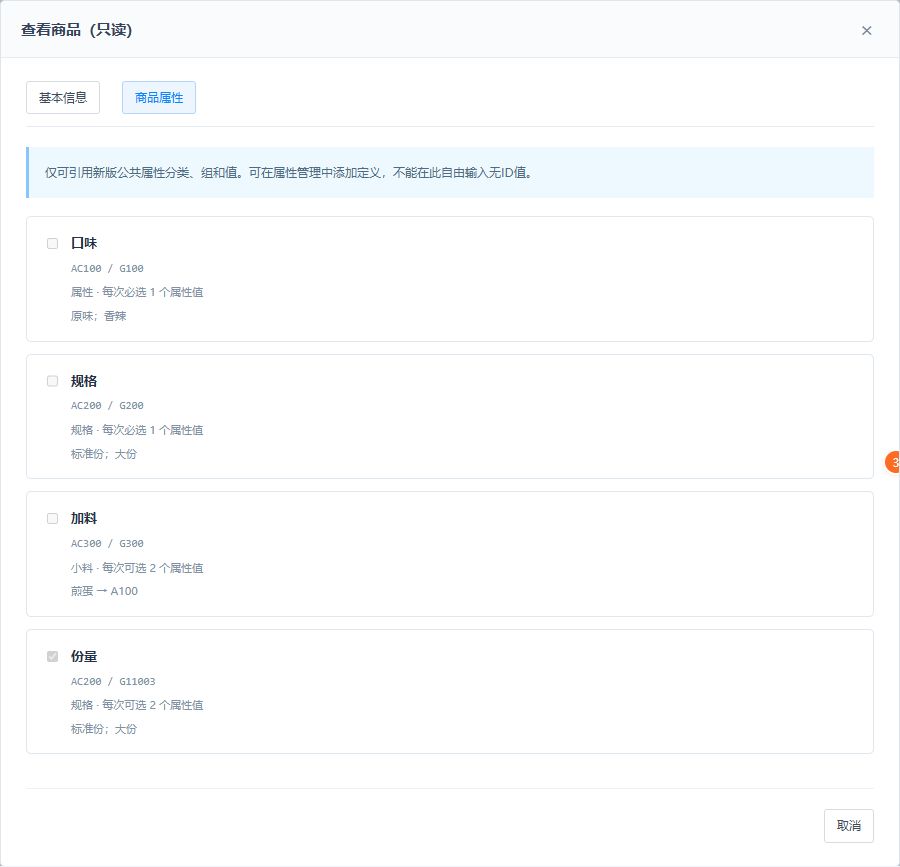 查看商品（只读）
×
基本信息 商品属性
仅可引用新版公共属性分类、组和值。可在属性管理中添加定义，不能在此自由输入无ID值。
口味
AC100 / G100
属性 · 每次必选 1 个属性值
原味；香辣
规格
AC200 / G200
规格 · 每次必选 1 个属性值
标准份；大份
3
加料
AC300 / G300
小料 · 每次可选 2 个属性值
煎蛋 → A100
份量
AC200 / G11003
规格 · 每次可选 2 个属性值
标准份；大份
取消